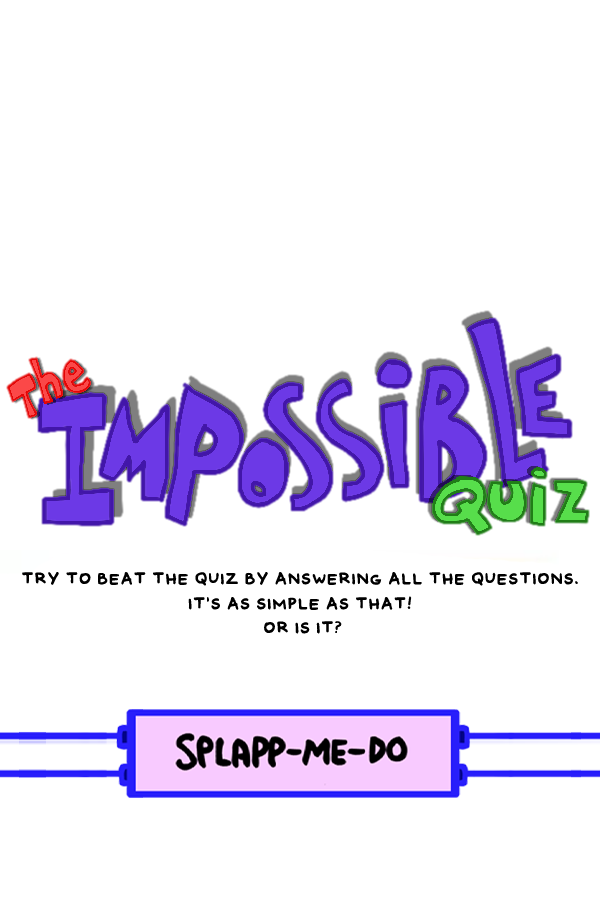 The
IMPOSSIBLE
QUIZ
TRY TO BEAT THE QUIZ BY ANSWERING ALL THE QUESTIONS.
IT'S AS SIMPLE AS THAT!
OR IS IT?
SPLAPP-ME-DO